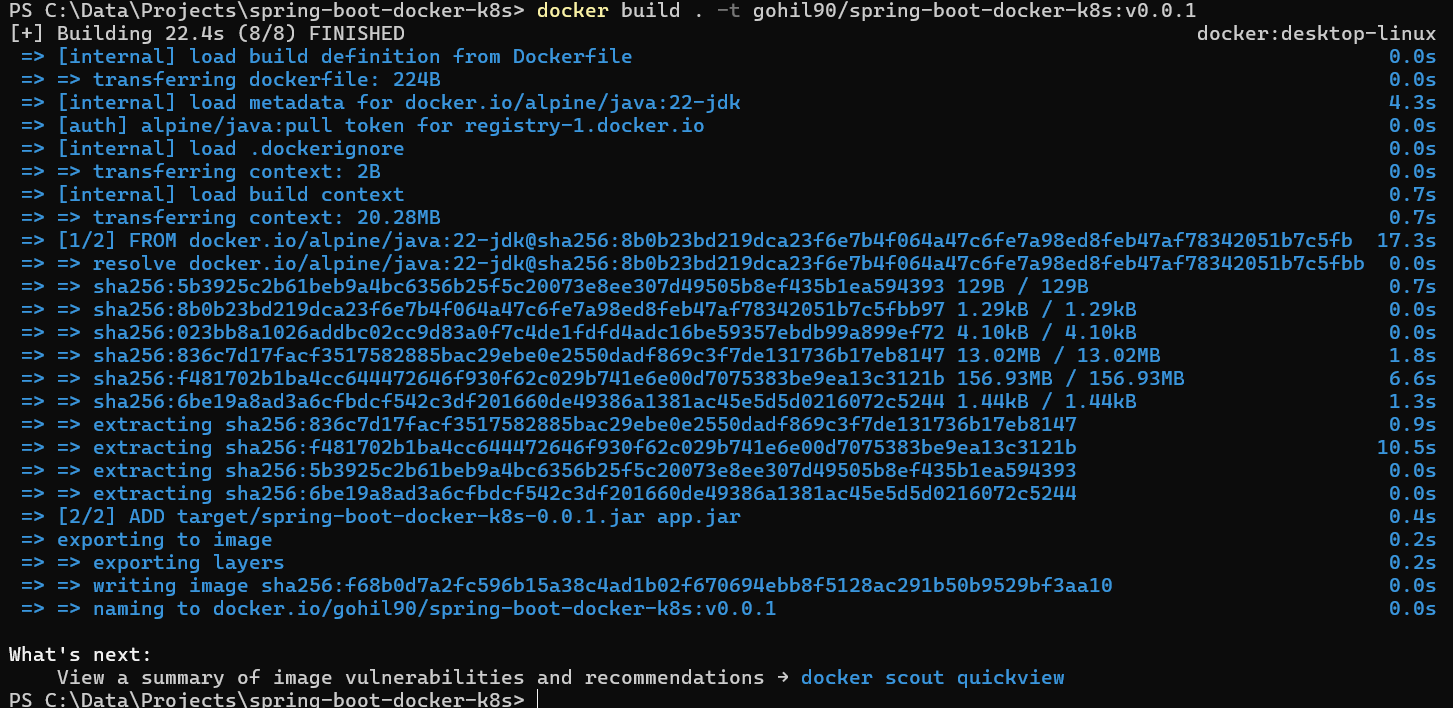 PS C:\Data\Projects\spring-boot-docker-k8s> docker build . -t gohil90/spring-boot-docker-k8s:v0.0.1
[+] Building 22.4s (8/8) FINISHED docker:desktop-linux
=> [internal] load build definition from Dockerfile 0.0s
=> => transferring dockerfile: 224B 0.0s
=> [internal] load metadata for docker.io/alpine/java:22-jdk 4.3s
=> [auth] alpine/java:pull token for registry-1.docker.io 0.0s
=> [internal] load .dockerignore 0.0s
=> => transferring context: 2B 0.0s
=> [internal] load build context 0.7s
=> => transferring context: 20.28MB 0.7s
=> [1/2] FROM docker.io/alpine/java:22-jdk@sha256:8b0b23bd219dca23f6e7b4f064a47c6fe7a98ed8feb47af78342051b7c5fb 17.3s
=> => resolve docker.io/alpine/java:22-jdk@sha256:8b0b23bd219dca23f6e7b4f064a47c6fe7a98ed8feb47af78342051b7c5fbb 0.0s
=> => sha256:5b3925c2b61beb9a4bc6356b25f5c20073e8ee307d49505b8ef435b1ea594393 129B / 129B 0.7s
=> => sha256:8b0b23bd219dca23f6e7b4f064a47c6fe7a98ed8feb47af78342051b7c5fbb97 1.29kB / 1.29kB 0.0s
=> => sha256:023bb8a1026addbc02cc9d83a0f7c4de1fdfd4adc16be59357ebdb99a899ef72 4.10kB / 4.10kB 0.0s
=> => sha256:836c7d17facf3517582885bac29ebe0e2550dadf869c3f7de131736b17eb8147 13.02MB / 13.02MB 1.8s
=> => sha256:f481702b1ba4cc644472646f930f62c029b741e6e00d7075383be9ea13c3121b 156.93MB / 156.93MB 6.6s
=> => sha256:6be19a8ad3a6cfbdcf542c3df201660de49386a1381ac45e5d5d0216072c5244 1.44kB / 1.44kB 1.3s
=> => extracting sha256:836c7d17facf3517582885bac29ebe0e2550dadf869c3f7de131736b17eb8147 0.9s
=> => extracting sha256:f481702b1ba4cc644472646f930f62c029b741e6e00d7075383be9ea13c3121b 10.5s
=> => extracting sha256:5b3925c2b61beb9a4bc6356b25f5c20073e8ee307d49505b8ef435b1ea594393 0.0s
=> => extracting sha256:6be19a8ad3a6cfbdcf542c3df201660de49386a1381ac45e5d5d0216072c5244 0.0s
=> [2/2] ADD target/spring-boot-docker-k8s-0.0.1.jar app.jar 0.4s
=> exporting to image 0.2s
=> => exporting layers 0.2s
=> => writing image sha256:f68b0d7a2fc596b15a38c4ad1b02f670694ebb8f5128ac291b50b9529bf3aa10 0.0s
=> => naming to docker.io/gohil90/spring-boot-docker-k8s:v0.0.1 0.0s
What's next:
View a summary of image vulnerabilities and recommendations → docker scout quickview
PS C:\Data\Projects\spring-boot-docker-k8s>